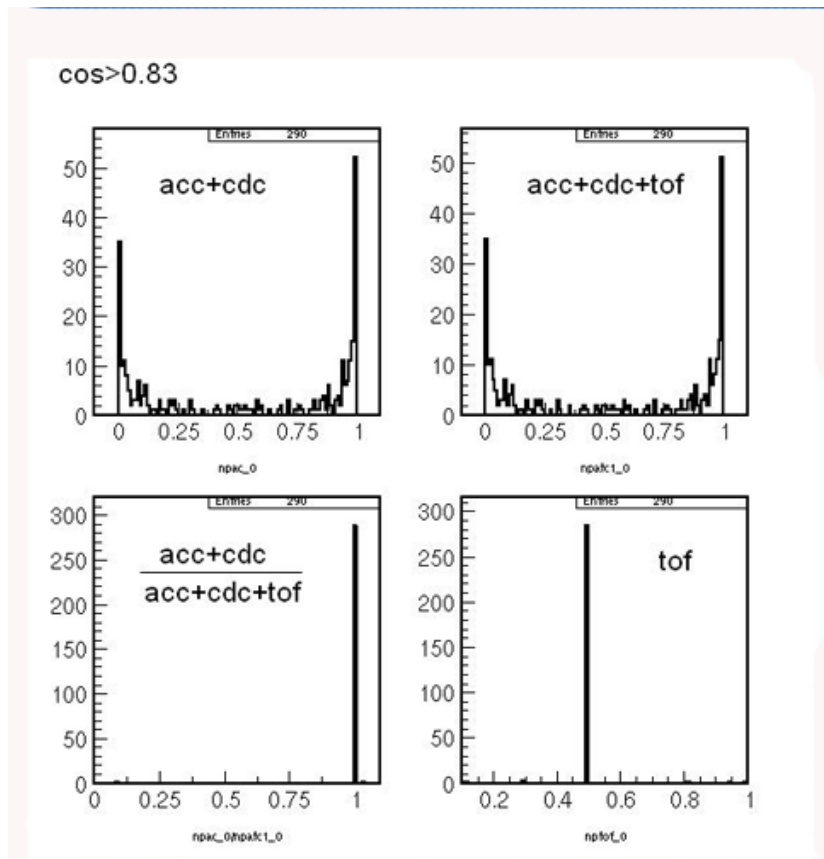 cos>0.83
Entries 290
acc+cdc
50
40
30
20
10
0
0 0.25 0.5 0.75 1
npac_0
Entries 290
acc+cdc+tof
50
40
30
20
10
0
0 0.25 0.5 0.75 1
npafc1_0
Entries 290
acc+cdc
acc+cdc+tof
300
250
200
150
100
50
0
0 0.25 0.5 0.75 1
npac_0/npafc1_0
Entries 290
tof
300
250
200
150
100
50
0
0.2 0.4 0.6 0.8 1
nptof_0